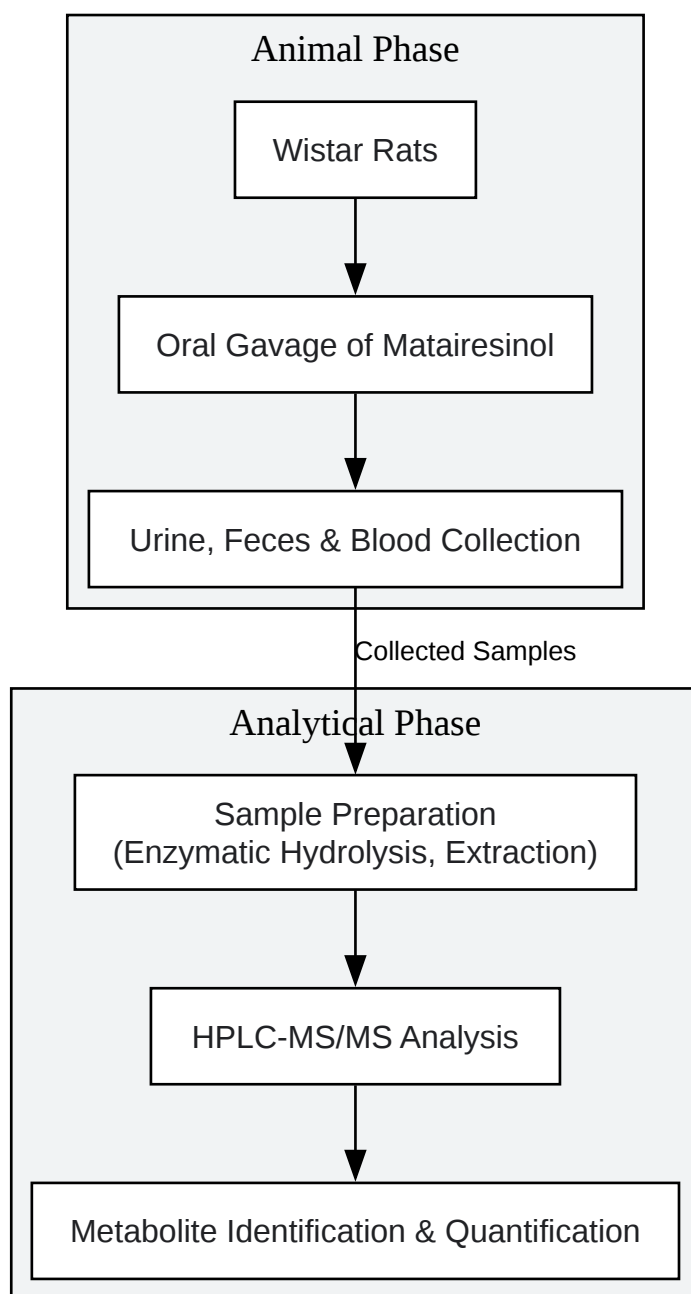 Animal Phase
Wistar Rats
Oral Gavage of Matairesinol
Urine, Feces & Blood Collection
Collected Samples
Analytical Phase
Sample Preparation
(Enzymatic Hydrolysis, Extraction)
HPLC-MS/MS Analysis
Metabolite Identification & Quantification